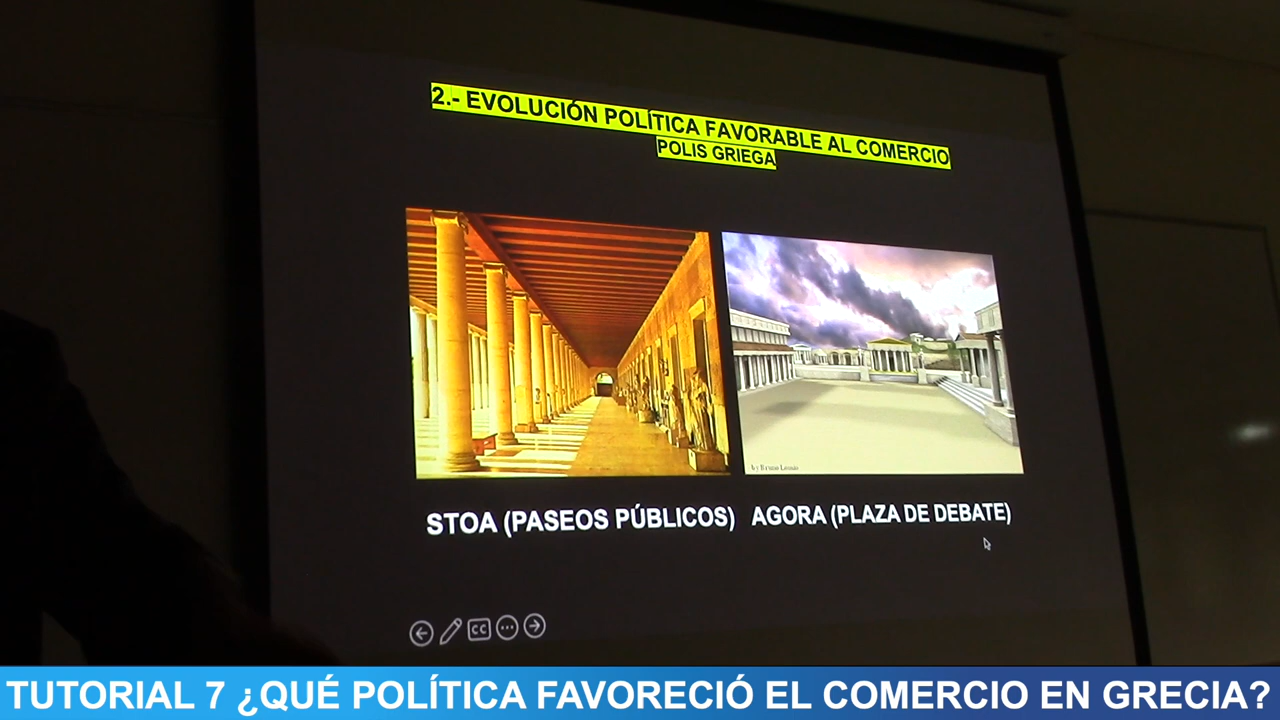 2.- EVOLUCIÓN POLÍTICA FAVORABLE AL COMERCIO
POLIS GRIEGA
STOA (PASEOS PÚBLICOS) AGORA (PLAZA DE DEBATE)
CC
TUTORIAL 7 ¿QUÉ POLÍTICA FAVORECIÓ EL COMERCIO EN GRECIA?